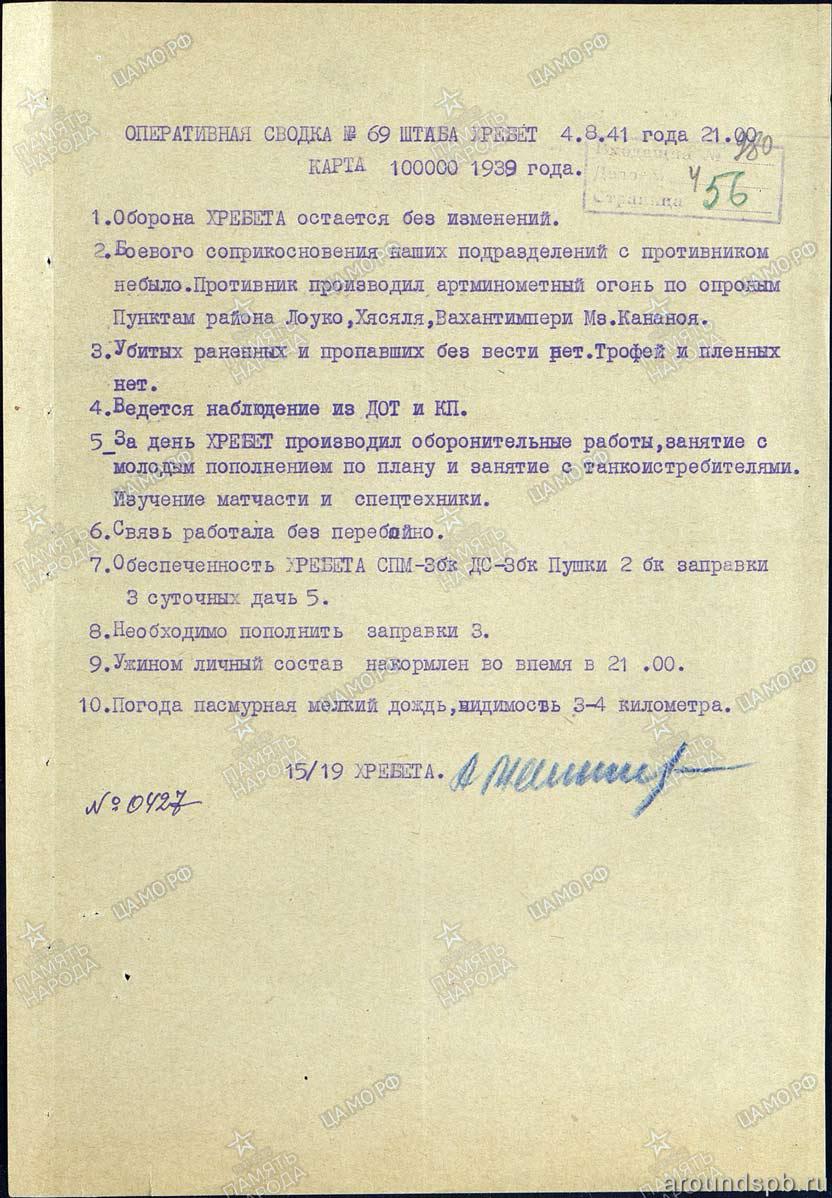 ОПЕРАТИВНАЯ СВОДКА № 69 ШТАБА ХРЕБЕТ 4.8.41 года 21.00
КАРТА 100000 1939 года.
Страница 56
1.Оборона ХРЕБЕТА остается без изменений.
2.Боевого соприкосновения наших подразделений с противником
небыло.Противник производил артминометный огонь по опроным
Пунктам района Лоуко,Хясяля,Вахантимпери Мз.Кананоя.
3.Убитых раненных и пропавших без вести нет.Трофей и пленных
нет.
4.Ведется наблюдение из ДОТ и КП.
5_За день ХРЕБЕТ производил оборонительные работы,занятие с
молодым пополнением по плану и занятие с танкоистребителями.
Изучение матчасти и спецтехники.
6.Связь работала без перебойно.
7.Обеспеченность ХРЕБЕТА СПМ-3бк ДС-3бк Пушки 2 бк заправки
3 суточных дачь 5.
8.Необходимо пополнить заправки 3.
9.Ужином личный состав накормлен во впемя в 21 .00.
10.Погода пасмурная мелкий дождь,видимость 3-4 километра.
15/19 ХРЕБЕТА.
№ 0427
ПАМЯТЬ НАРОДА
ЦАМО.РФ
aroundspb.ru